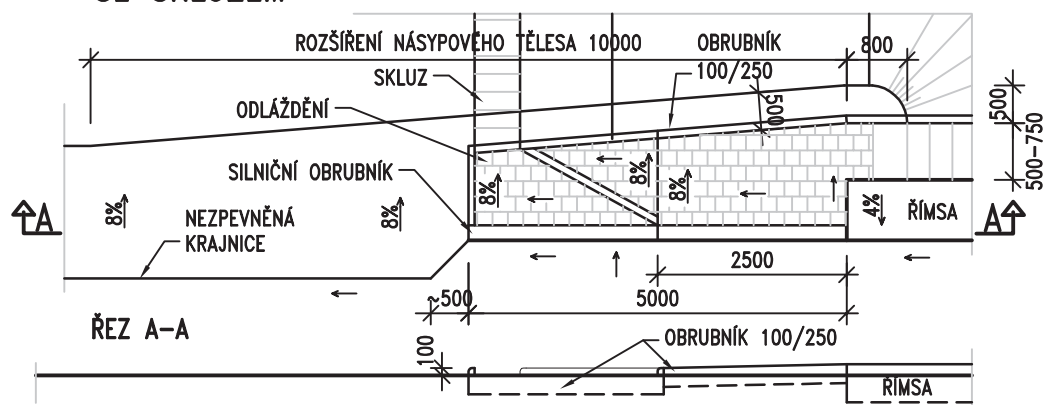 ROZŠÍŘENÍ NÁSYPOVÉHO TĚLESA 10000
OBRUBNÍK
100/250
800
SKLUZ
ODLÁŽDĚNÍ
500
500
500-750
SILNIČNÍ OBRUBNÍK
8%
8%
8%
8%
8%
4%
ŘÍMSA
A
A
NEZPEVNĚNÁ
KRAJNICE
2500
~500
5000
ŘEZ A-A
OBRUBNÍK 100/250
100
ŘÍMSA